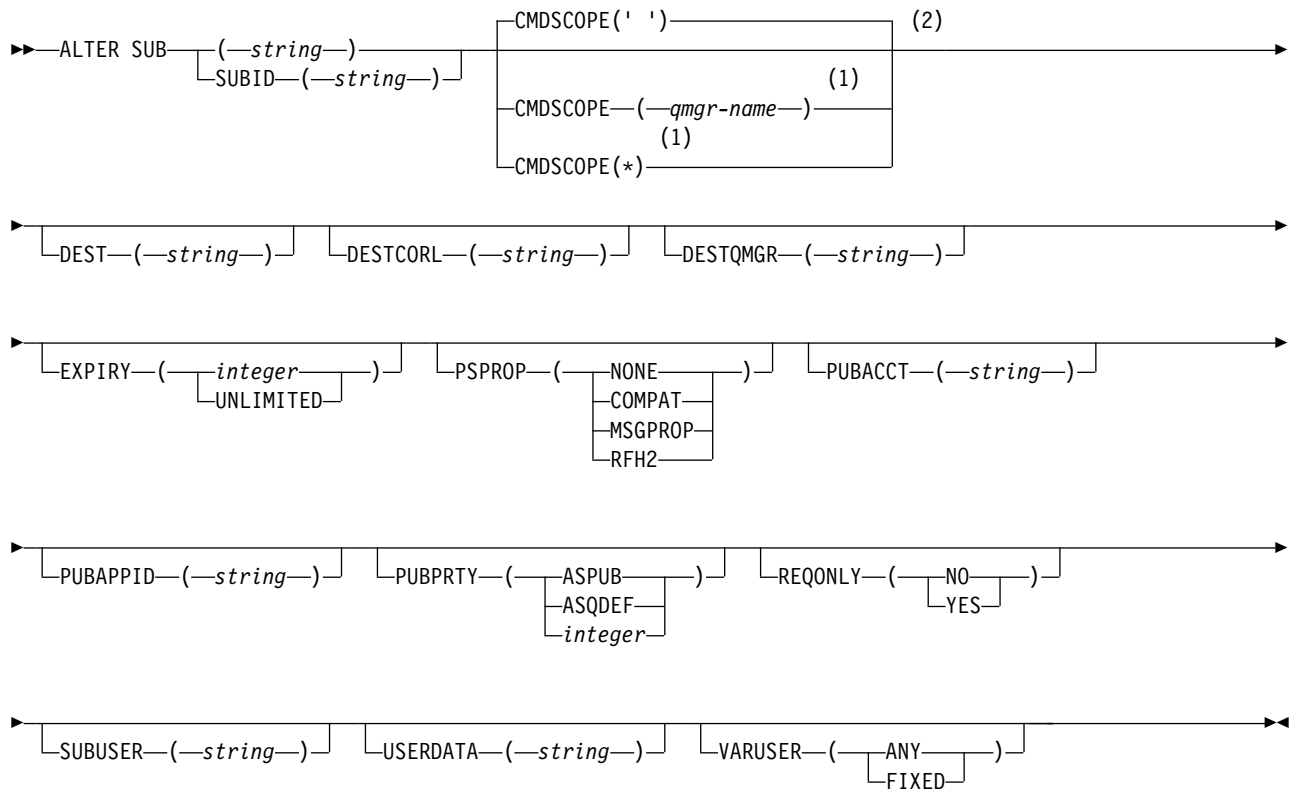 CMDSCOPE(' ') (2)
ALTER SUB (string)
SUBID (string)
(1)
CMDSCOPE (qmgr-name)
(1)
CMDSCOPE(*)
DEST (string) DESTCORL (string) DESTQMGR (string)
EXPIRY ( integer ) PSPROP ( NONE ) PUBACCT (string)
UNLIMITED COMPAT
MSGPROP
RFH2
PUBAPPID (string) PUBPRTY ( ASPUB ) REQONLY ( NO )
ASQDEF YES
integer
SUBUSER (string) USERDATA (string) VARUSER ( ANY )
FIXED